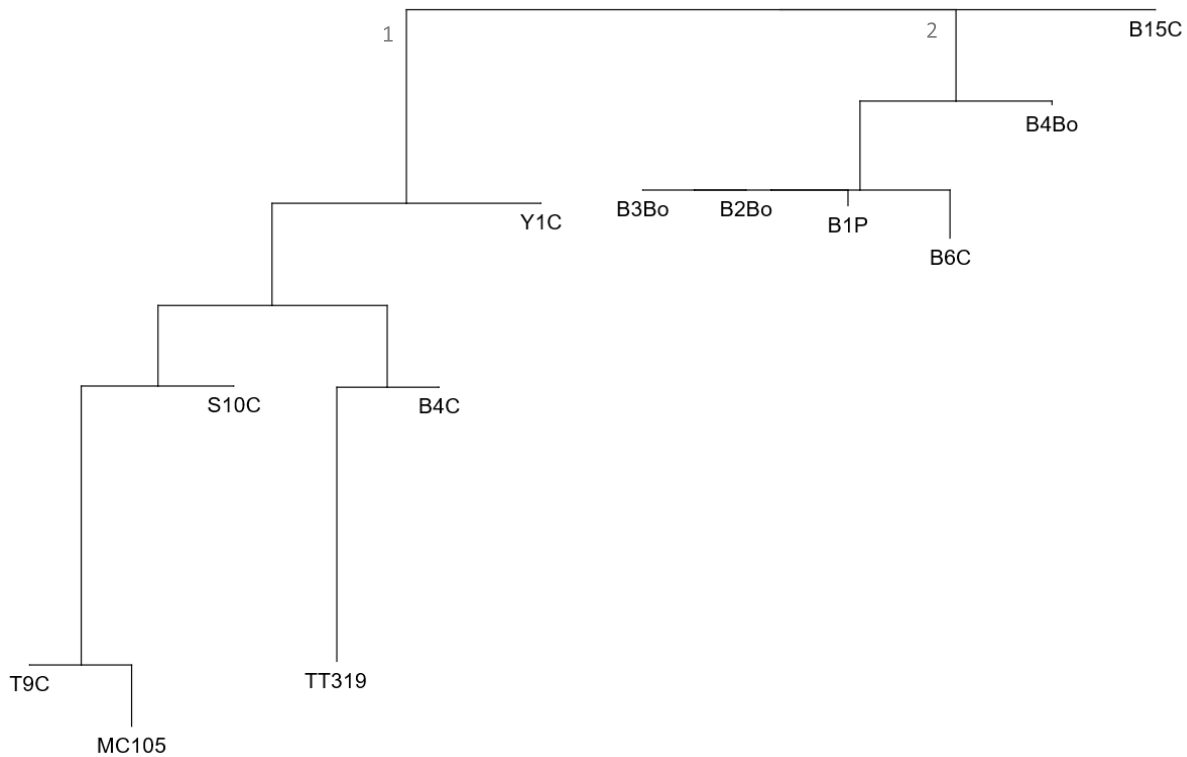 1
2
B15C
B4Bo
Y1C
B3Bo
B2Bo
B1P
B6C
S10C
B4C
T9C
TT319
MC105